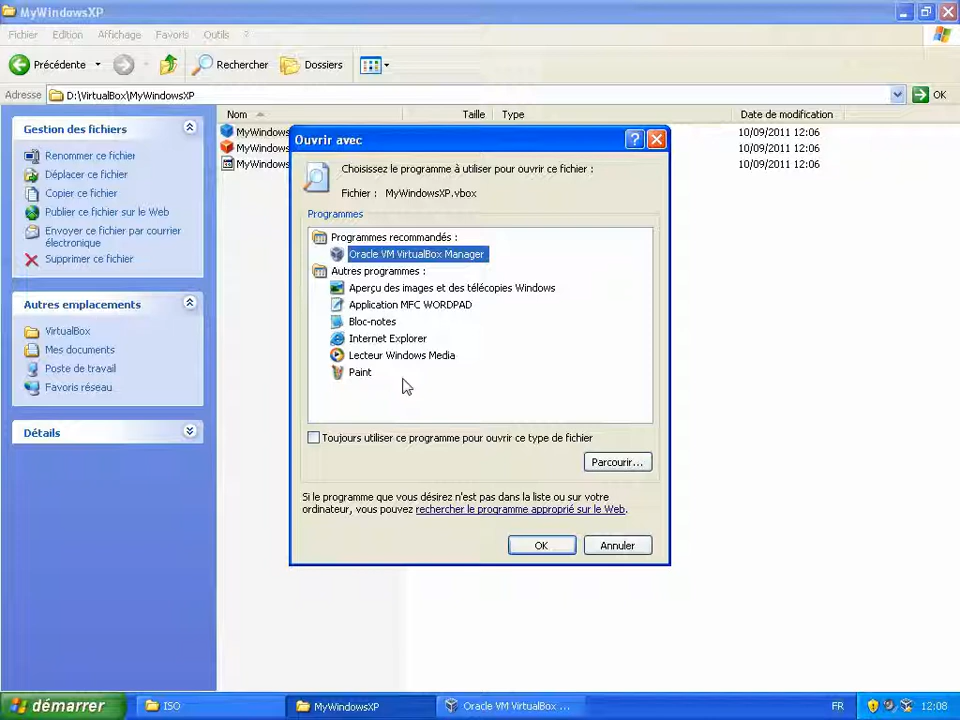 MyWindowsXP
Fichier Edition Affichage Favoris Outils ?
Précédente Rechercher Dossiers
Adresse D:\VirtualBox\MyWindowsXP OK
Gestion des fichiers
Renommer ce fichier
Déplacer ce fichier
Copier ce fichier
Publier ce fichier sur le Web
Envoyer ce fichier par courrier
électronique
Supprimer ce fichier
Autres emplacements
VirtualBox
Mes documents
Poste de travail
Favoris réseau
Détails
Nom Taille Type Date de modification
MyWindows 10/09/2011 12:06
MyWindows 10/09/2011 12:06
MyWindows 10/09/2011 12:06
Ouvrir avec
Choisissez le programme à utiliser pour ouvrir ce fichier :
Fichier : MyWindowsXP.vbox
Programmes
Programmes recommandés :
Oracle VM VirtualBox Manager
Autres programmes :
Aperçu des images et des télécopies Windows
Application MFC WORDPAD
Bloc-notes
Internet Explorer
Lecteur Windows Media
Paint
Toujours utiliser ce programme pour ouvrir ce type de fichier
Parcourir...
Si le programme que vous désirez n'est pas dans la liste ou sur votre
ordinateur, vous pouvez rechercher le programme approprié sur le Web.
OK Annuler
démarrer ISO MyWindowsXP Oracle VM VirtualBox ... FR 12:08